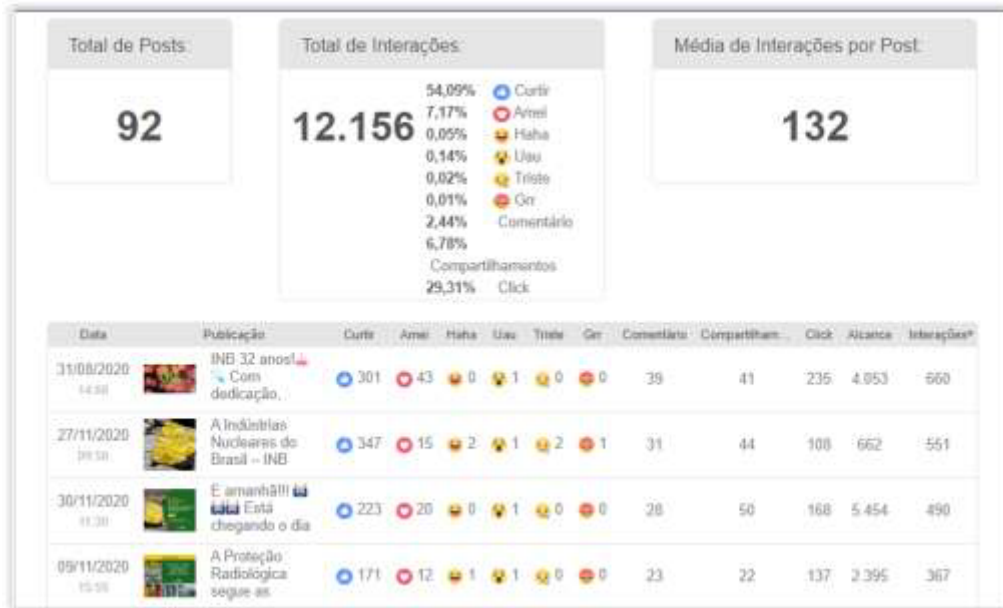 Total de Posts:
92
Total de Interações:
12.156
54,09% Curtir
7,17% Amei
0,05% Haha
0,14% Uau
0,02% Triste
0,01% Grr
2,44% Comentário
6,78%
Compartilhamentos
29,31% Click
Média de Interações por Post:
132
Data Publicação Curtir Amei Haha Uau Triste Grr Comentário Compartilham... Click Alcance Interações*
31/08/2020 INB 32 anos! 301 43 0 1 0 0 39 41 235 4.053 660
Com
dedicação,
27/11/2020 A Indústrias 347 15 2 1 2 1 31 44 108 662 551
Nucleares do
Brasil – INB
30/11/2020 É amanhã!!! 223 20 0 1 0 0 28 50 168 5.454 490
11:30 Está
chegando o dia
09/11/2020 A Proteção 171 12 1 1 0 0 23 22 137 2.395 367
Radiológica
segue as